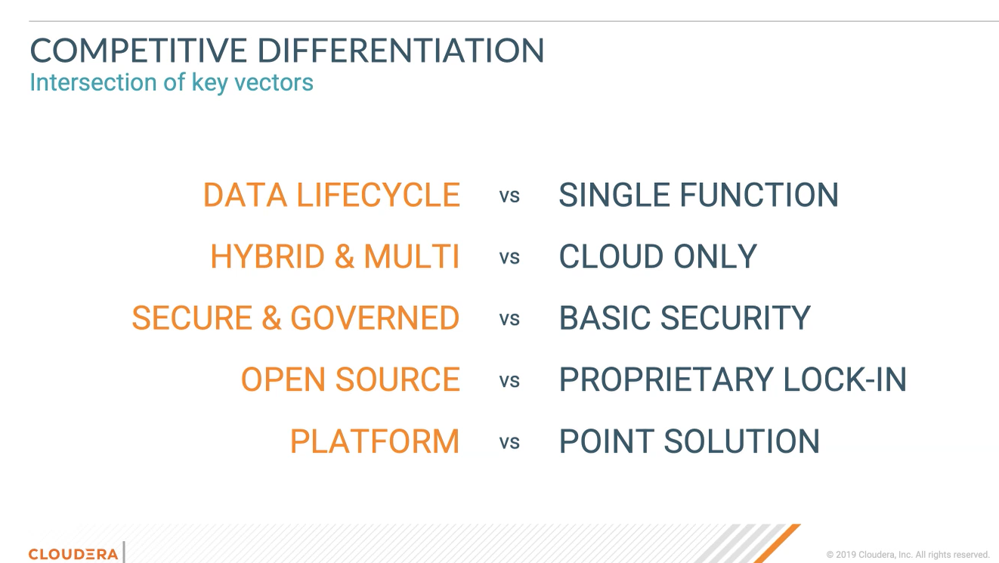 COMPETITIVE DIFFERENTIATION
Intersection of key vectors
DATA LIFECYCLE vs SINGLE FUNCTION
HYBRID & MULTI vs CLOUD ONLY
SECURE & GOVERNED vs BASIC SECURITY
OPEN SOURCE vs PROPRIETARY LOCK-IN
PLATFORM vs POINT SOLUTION
CLOUDERA
© 2019 Cloudera, Inc. All rights reserved.